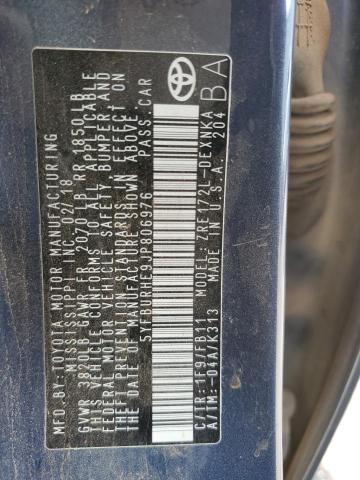 MFD.BY:TOYOTA MOTOR MANUFACTURING
MISSISSIPPI, INC. 02/18
GVWR 3820LB GAWR FR 2070LB RR 1850LB
THIS VEHICLE CONFORMS TO ALL APPLICABLE
FEDERAL MOTOR VEHICLE SAFETY BUMPER AND
THEFT PREVENTION STANDARDS IN EFFECT ON
THE DATE OF MANUFACTURE SHOWN ABOVE.
5YFBURHE9JP806976 PASS.CAR
C/TR:1F9/FB11 MODEL:ZRE172L-DEXNKA
A/TM:-04A/K313 MADE IN U.S.A. 204
BA